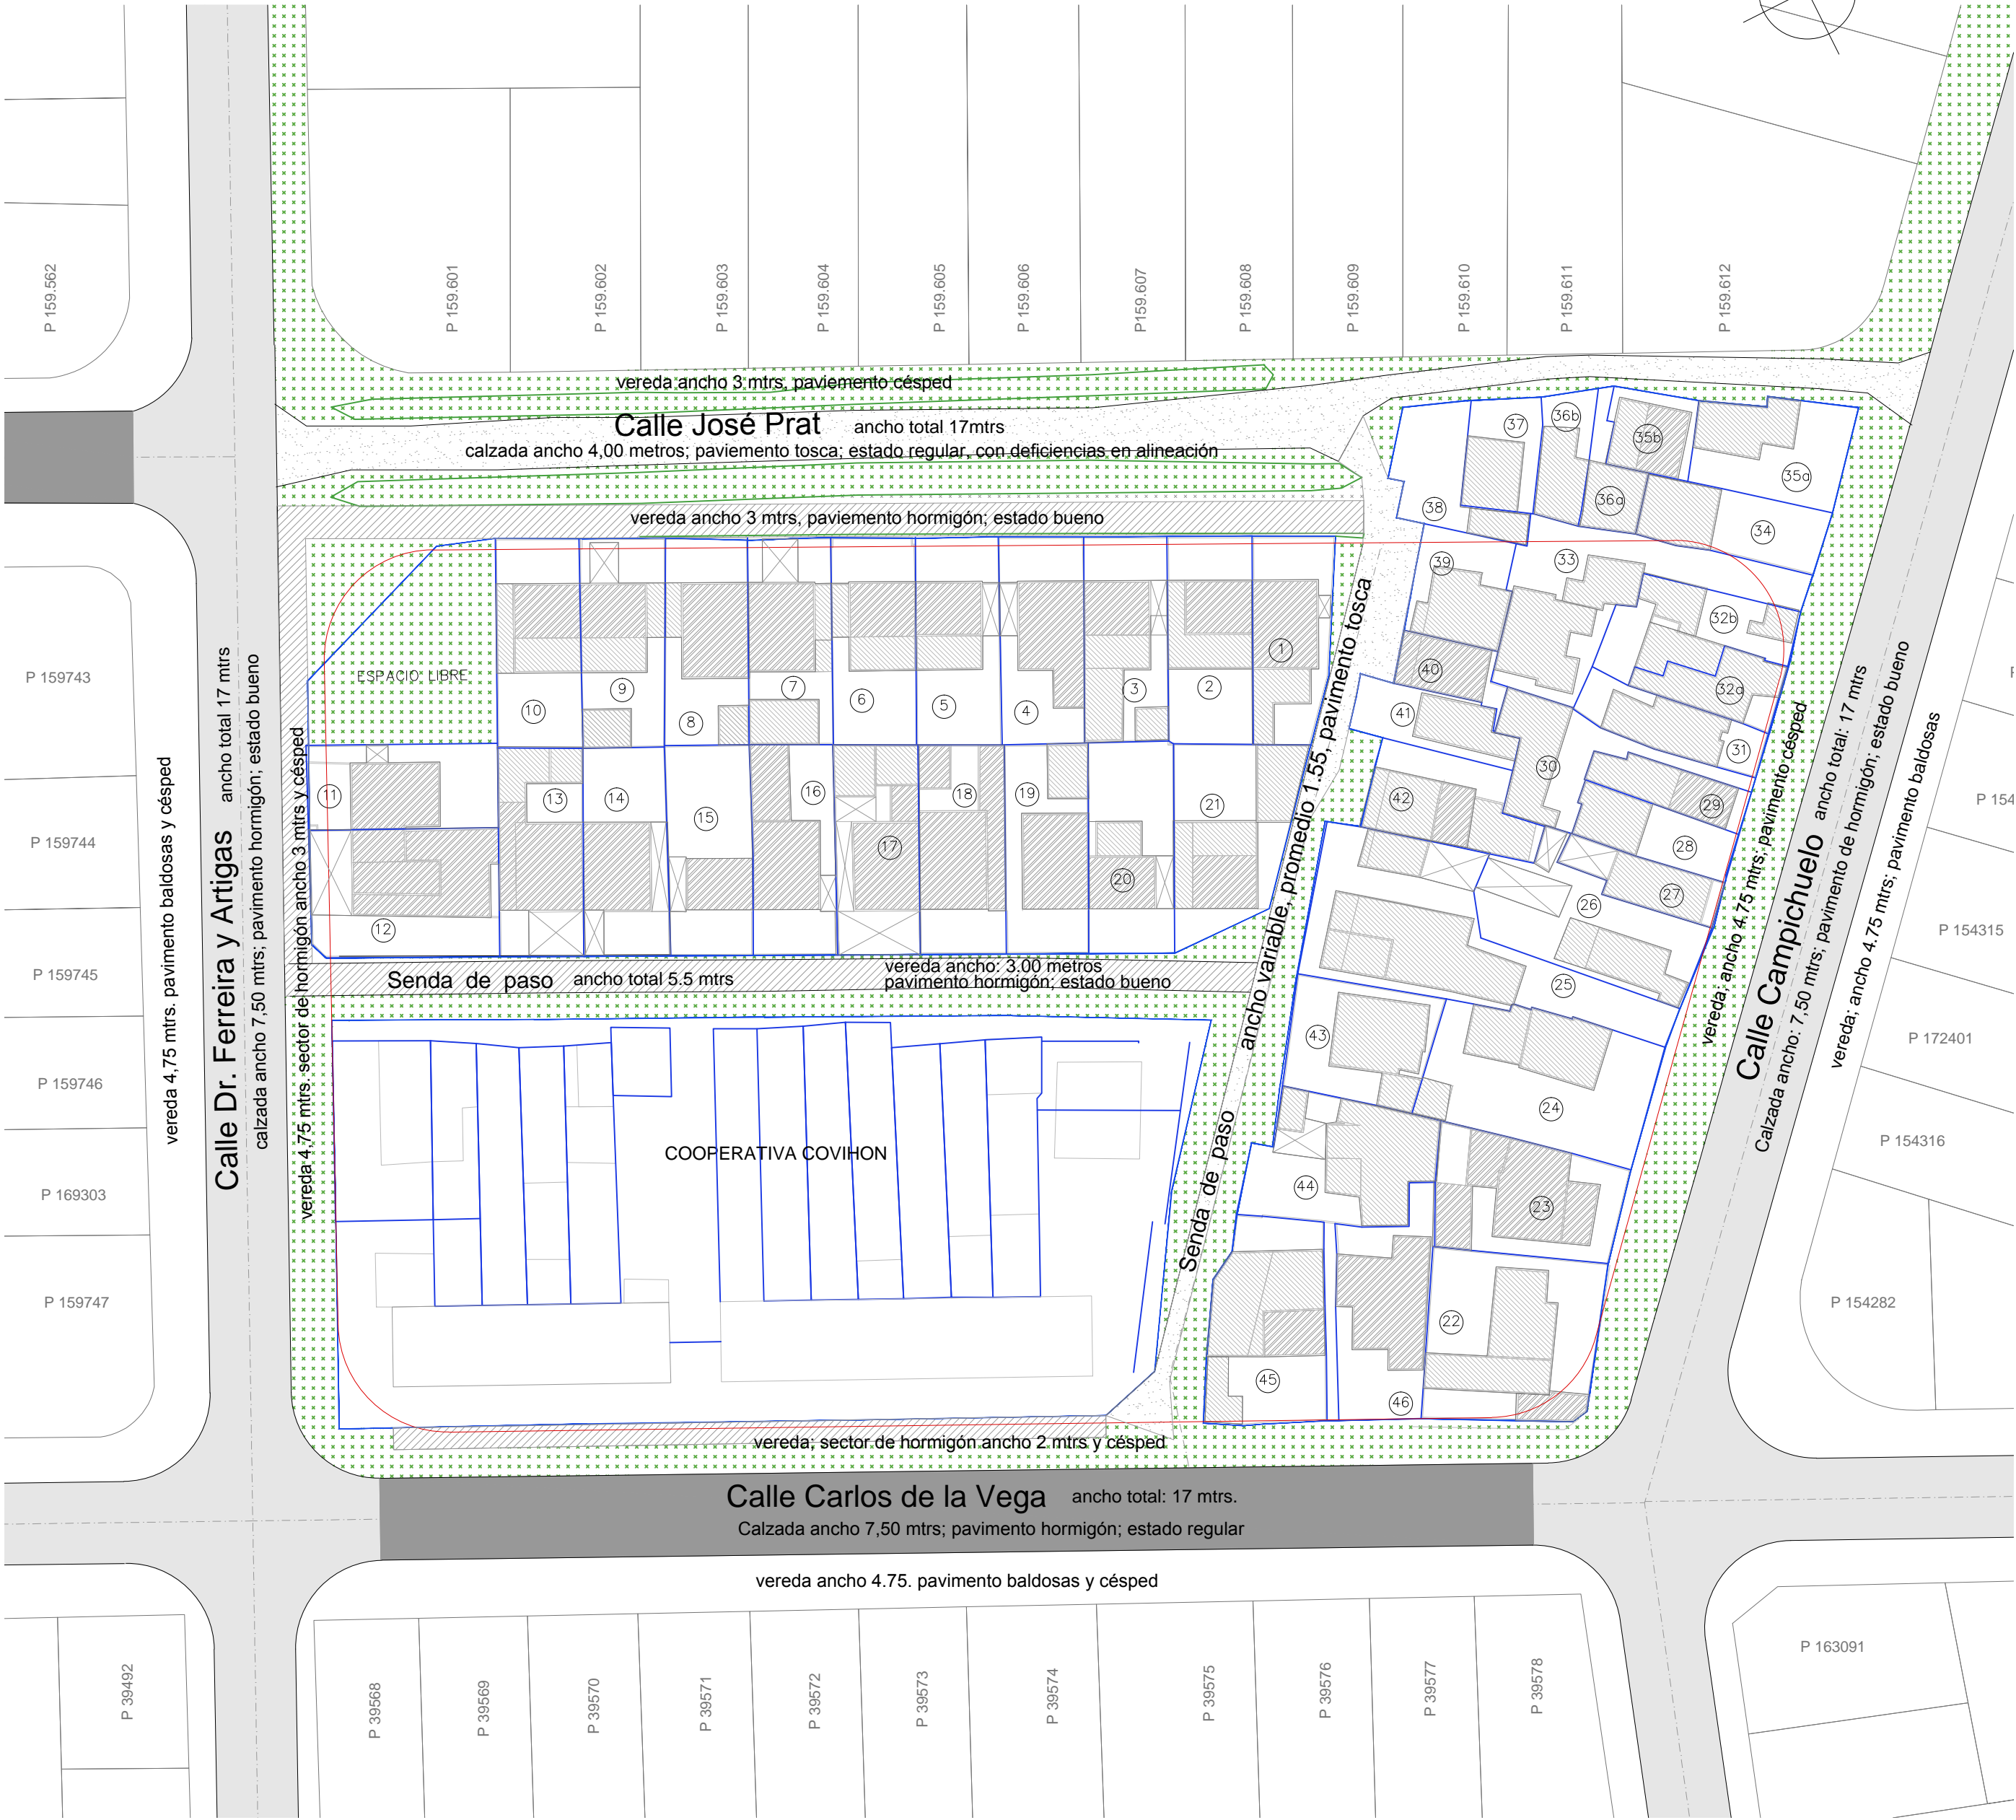 P 159.562
P 159.601
P 159.602
P 159.603
P 159.604
P 159.605
P 159.606
P159.607
P 159.608
P 159.609
P 159.610
P 159.611
P 159.612
vereda ancho 3 mtrs, paviemento césped
Calle José Prat ancho total 17mtrs
calzada ancho 4,00 metros; paviemento tosca; estado regular, con deficiencias en alineación
vereda ancho 3 mtrs, paviemento hormigón; estado bueno
37
36b
35b
35a
36a
38
34
39
33
32b
40
32a
41
31
30
42
29
28
27
26
25
43
24
44
23
22
45
46
ESPACIO LIBRE
10
9
8
7
6
5
4
3
2
1
11
13
14
15
16
17
18
19
20
21
12
Senda de paso ancho total 5.5 mtrs
vereda ancho: 3.00 metros
pavimento hormigón; estado bueno
COOPERATIVA COVIHON
Senda de paso ancho variable, promedio 1.55, pavimento tosca
vereda; sector de hormigón ancho 2 mtrs y césped
Calle Carlos de la Vega ancho total: 17 mtrs.
Calzada ancho 7,50 mtrs; pavimento hormigón; estado regular
vereda ancho 4.75. pavimento baldosas y césped
vereda 4,75 mtrs. pavimento baldosas y césped
Calle Dr. Ferreira y Artigas ancho total 17 mtrs
calzada ancho 7,50 mtrs; pavimento hormigón; estado bueno
vereda 4,75 mtrs. sector de hormigón ancho 3 mtrs y césped
vereda; ancho 4.75 mtrs; pavimento césped
Calle Campichuelo ancho total: 17 mtrs
Calzada ancho: 7,50 mtrs; pavimento de hormigón; estado bueno
vereda; ancho 4.75 mtrs; pavimento baldosas
P 159743
P 159744
P 159745
P 159746
P 169303
P 159747
P 154
P 154315
P 172401
P 154316
P 154282
P 163091
P 39492
P 39568
P 39569
P 39570
P 39571
P 39572
P 39573
P 39574
P 39575
P 39576
P 39577
P 39578